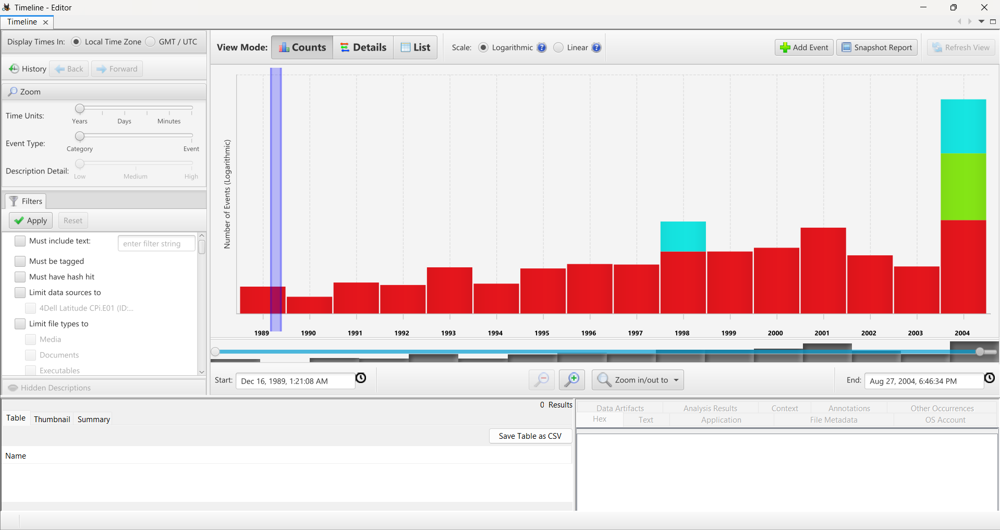 Timeline - Editor
Timeline
Display Times In: Local Time Zone GMT / UTC
History Back Forward
Zoom
Time Units:
Years Days Minutes
Event Type:
Category Event
Description Detail:
Low Medium High
Filters
Apply Reset
Must include text: enter filter string
Must be tagged
Must have hash hit
Limit data sources to
4Dell Latitude CPi.E01 (ID:...
Limit file types to
Media
Documents
Executables
Hidden Descriptions
View Mode: Counts Details List Scale: Logarithmic Linear Add Event Snapshot Report Refresh View
Number of Events (Logarithmic)
1989 1990 1991 1992 1993 1994 1995 1996 1997 1998 1999 2000 2001 2002 2003 2004
Start: Dec 16, 1989, 1:21:08 AM Zoom in/out to End: Aug 27, 2004, 6:46:34 PM
0 Results
Table Thumbnail Summary
Save Table as CSV
Name
Data Artifacts Analysis Results Context Annotations Other Occurrences
Hex Text Application File Metadata OS Account